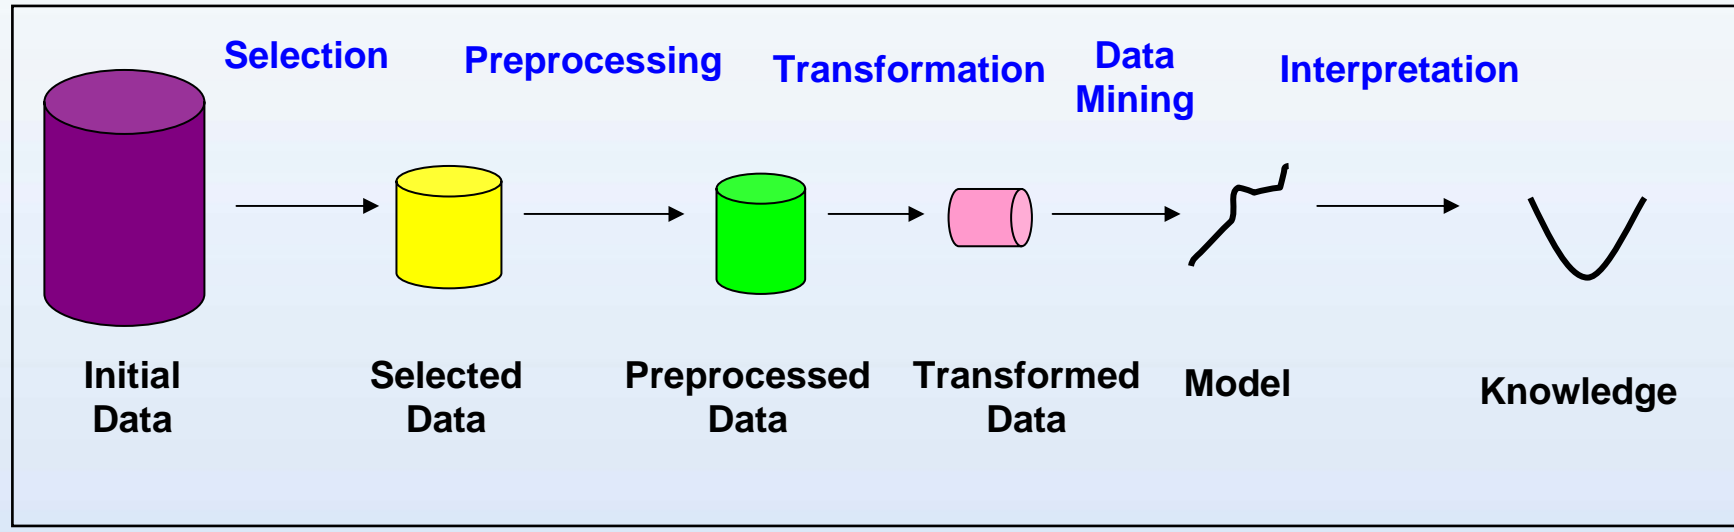 Selection
Preprocessing
Transformation
Data
Mining
Interpretation
Initial
Data
Selected
Data
Preprocessed
Data
Transformed
Data
Model
Knowledge